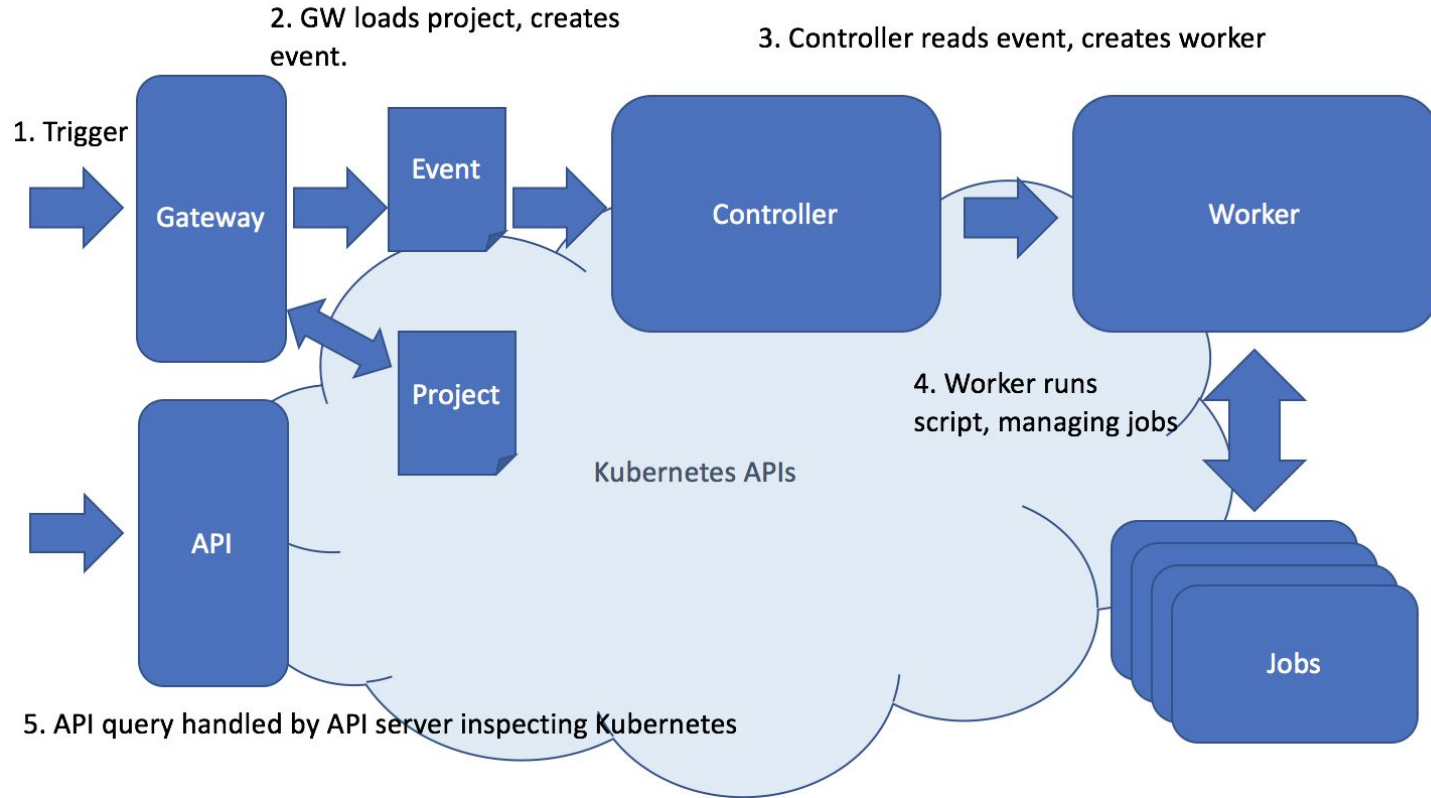 2. GW loads project, creates
event.
3. Controller reads event, creates worker
1. Trigger
Gateway
Event
Controller
Worker
Project
4. Worker runs
script, managing jobs
Kubernetes APIs
API
Jobs
5. API query handled by API server inspecting Kubernetes